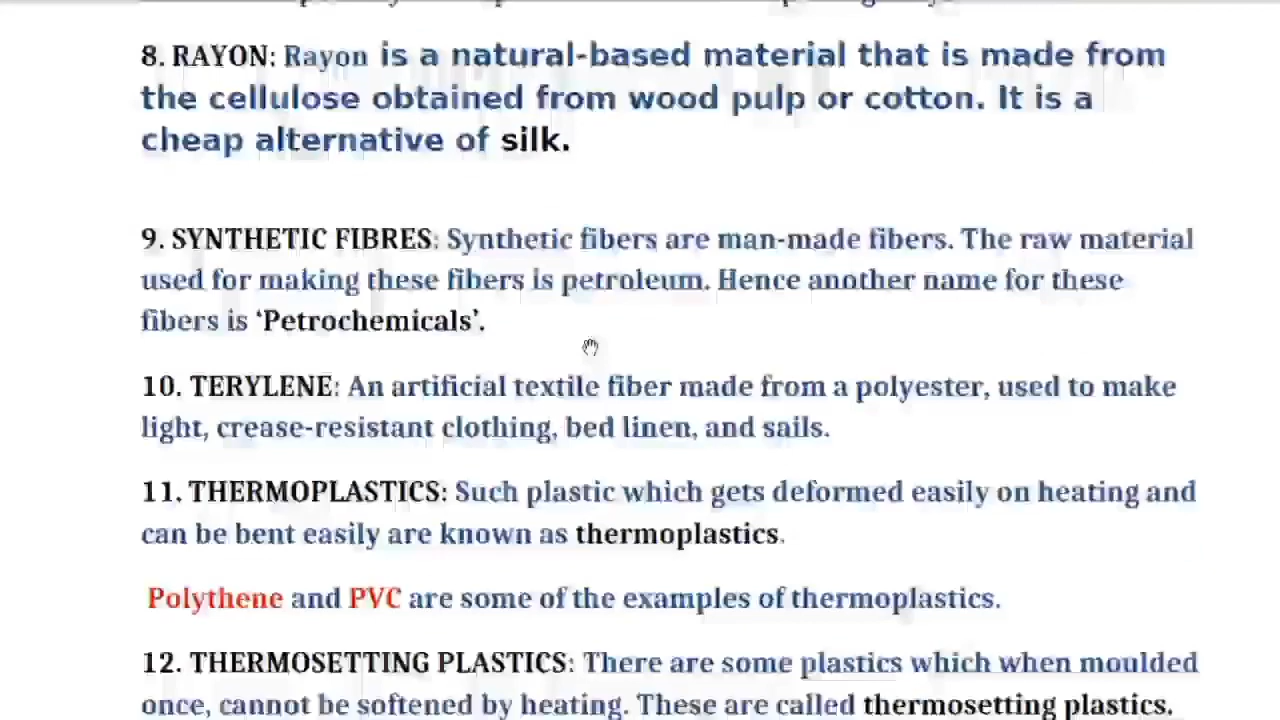 8. RAYON: Rayon is a natural-based material that is made from
the cellulose obtained from wood pulp or cotton. It is a
cheap alternative of silk.
9. SYNTHETIC FIBRES: Synthetic fibers are man-made fibers. The raw material
used for making these fibers is petroleum. Hence another name for these
fibers is ‘Petrochemicals’.
10. TERYLENE: An artificial textile fiber made from a polyester, used to make
light, crease-resistant clothing, bed linen, and sails.
11. THERMOPLASTICS: Such plastic which gets deformed easily on heating and
can be bent easily are known as thermoplastics.
Polythene and PVC are some of the examples of thermoplastics.
12. THERMOSETTING PLASTICS: There are some plastics which when moulded
once, cannot be softened by heating. These are called thermosetting plastics.